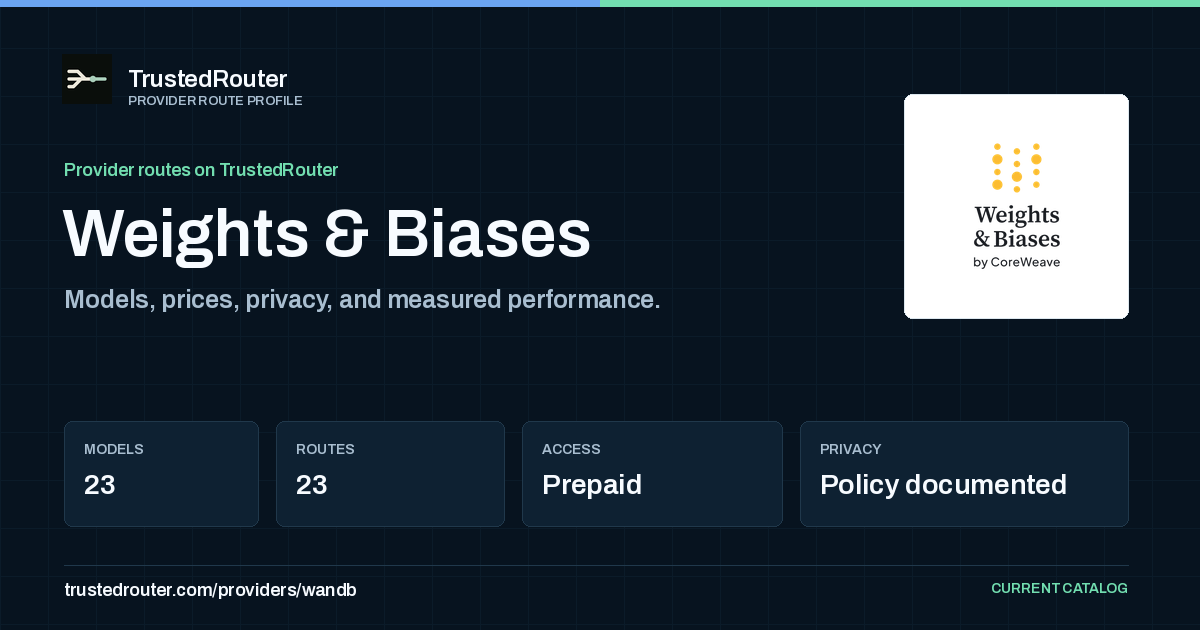 TrustedRouter
PROVIDER ROUTE PROFILE
Provider routes on TrustedRouter
Weights & Biases
Models, prices, privacy, and measured performance.
Weights
& Biases
by CoreWeave
MODELS
23
ROUTES
23
ACCESS
Prepaid
PRIVACY
Policy documented
trustedrouter.com/providers/wandb
CURRENT CATALOG